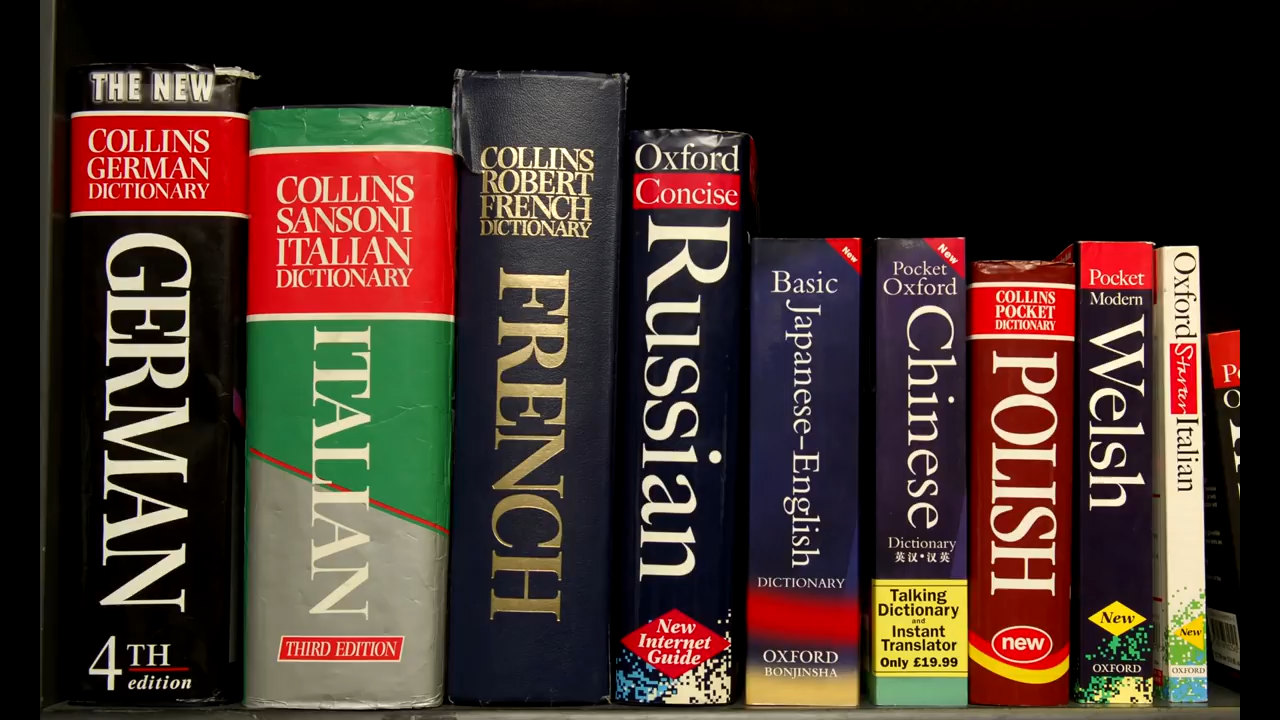 THE NEW
COLLINS
GERMAN
DICTIONARY
GERMAN
4TH
edition
COLLINS
SANSONI
ITALIAN
DICTIONARY
ITALIAN
THIRD EDITION
COLLINS
ROBERT
FRENCH
DICTIONARY
FRENCH
Oxford
Concise
Russian
New
Internet
Guide
New
Basic
Japanese-English
DICTIONARY
OXFORD
BONJINSHA
New
Pocket
Oxford
Chinese
Dictionary
英汉·汉英
Talking
Dictionary
and
Instant
Translator
Only £19.99
COLLINS
POCKET
DICTIONARY
POLISH
new
Pocket
Modern
Welsh
New
OXFORD
Oxford Starter Italian
New
OXFORD